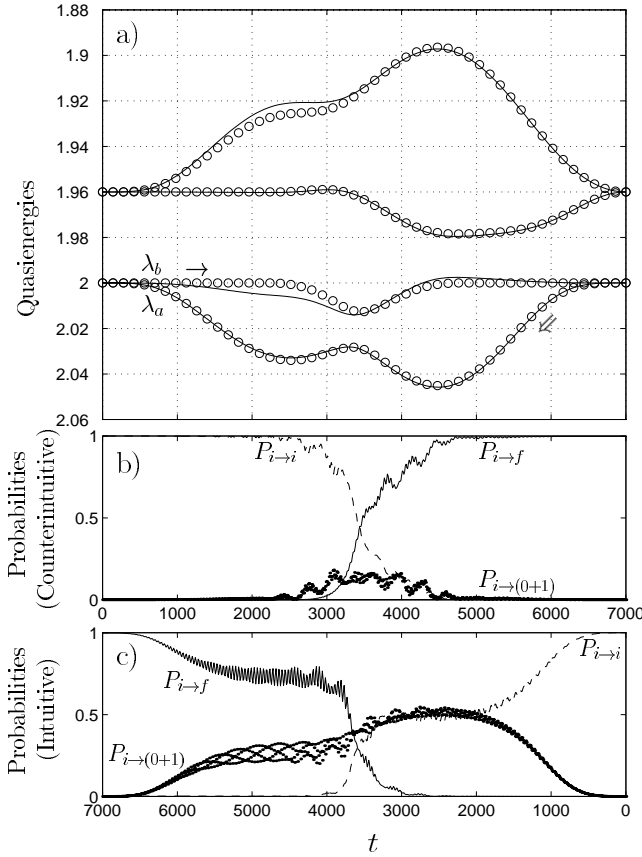 1.88
a)
1.9
1.92
1.94
1.96
1.98
2
2.02
2.04
2.06
Quasienergies
λb →
λa
1
b)
Pi→i
Pi→f
0.5
Pi→(0+1)
0
Probabilities
(Counterintuitive)
0 1000 2000 3000 4000 5000 6000 7000
1
c)
Pi→i
Pi→f
0.5
Pi→(0+1)
0
Probabilities
(Intuitive)
7000 6000 5000 4000 3000 2000 1000 0
t